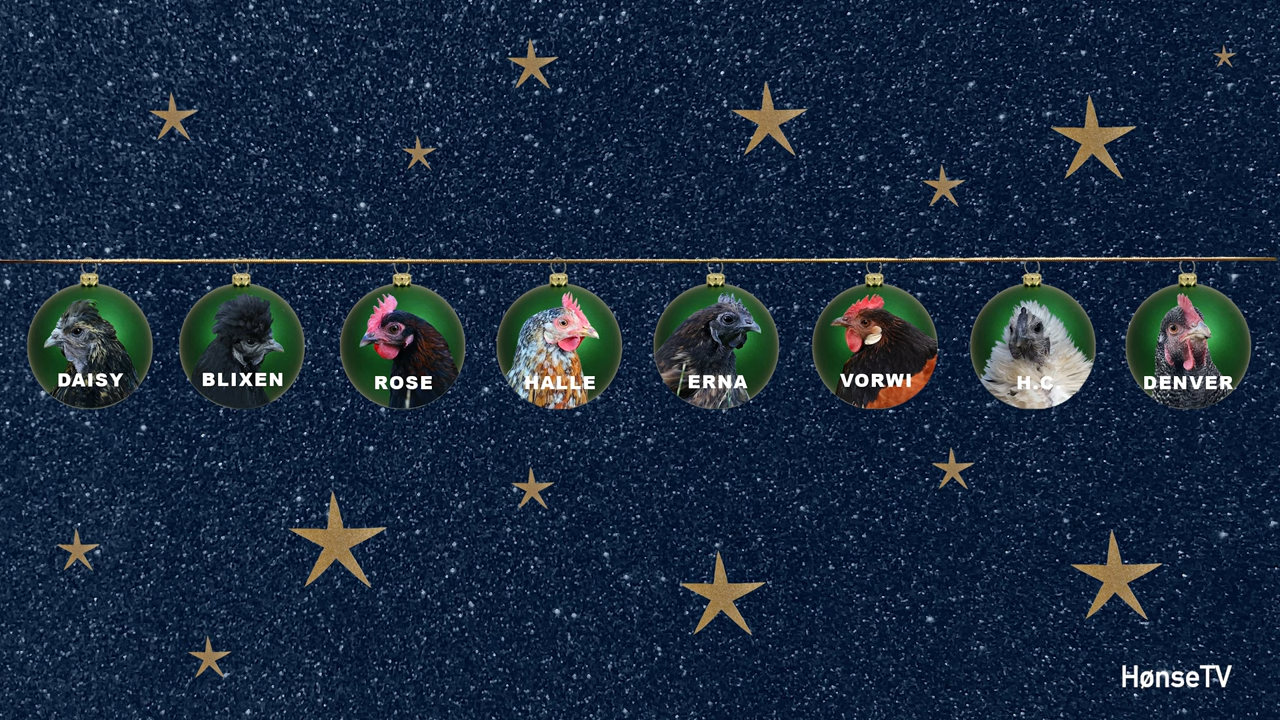 DAISY
BLIXEN
ROSE
HALLE
ERNA
VORWI
H.C.
DENVER
HønseTV